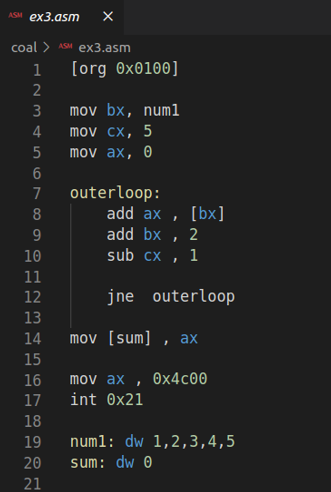 ASM ex3.asm ×
coal > ASM ex3.asm
1 [org 0x0100]
2
3 mov bx, num1
4 mov cx, 5
5 mov ax, 0
6
7 outerloop:
8     add ax , [bx]
9     add bx , 2
10     sub cx , 1
11
12     jne  outerloop
13
14 mov [sum] , ax
15
16 mov ax , 0x4c00
17 int 0x21
18
19 num1: dw 1,2,3,4,5
20 sum: dw 0
21